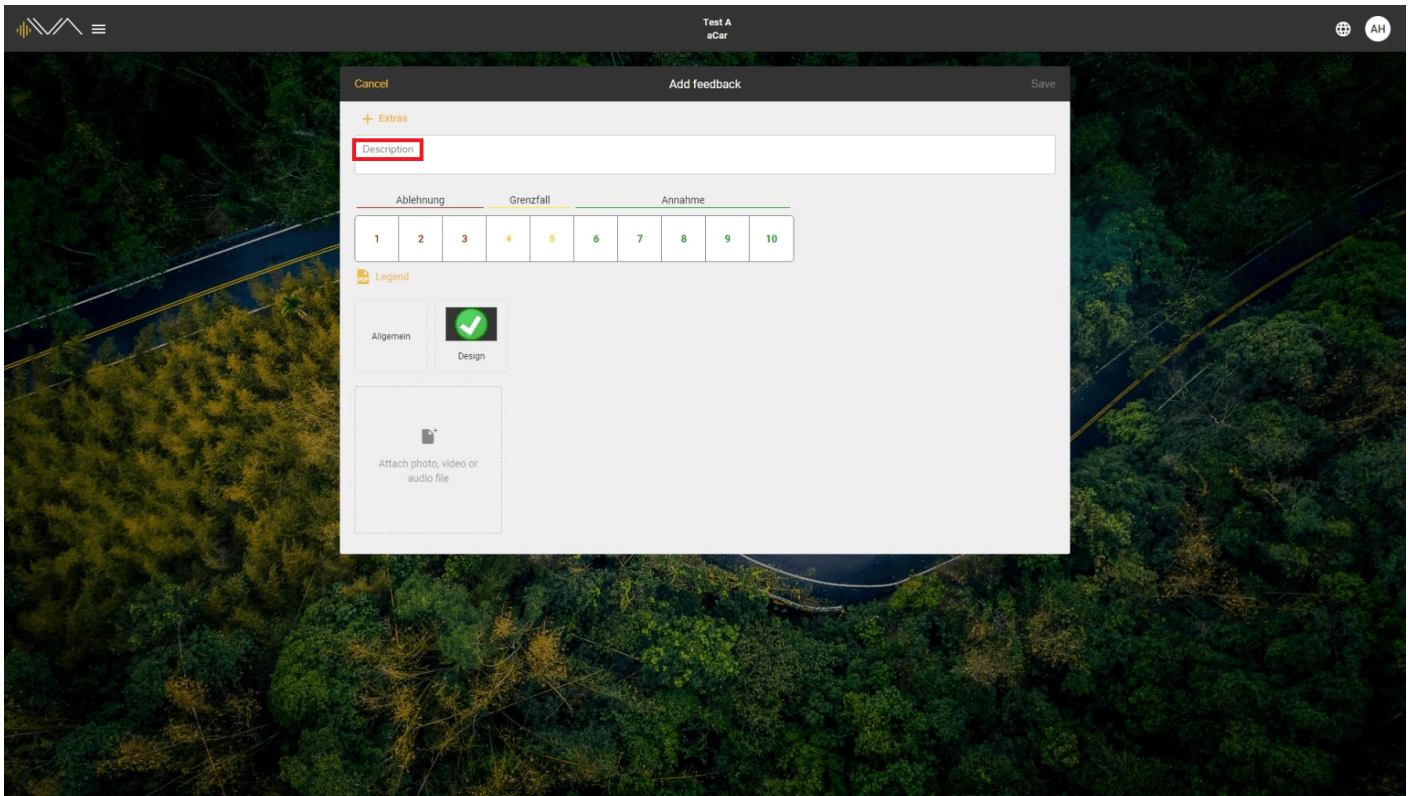 Test A
aCar
AH
Cancel
Add feedback
Save
+ Extras
Description
Ablehnung
Grenzfall
Annahme
1 2 3 4 5 6 7 8 9 10
Legend
Allgemein
Design
Attach photo, video or
audio file